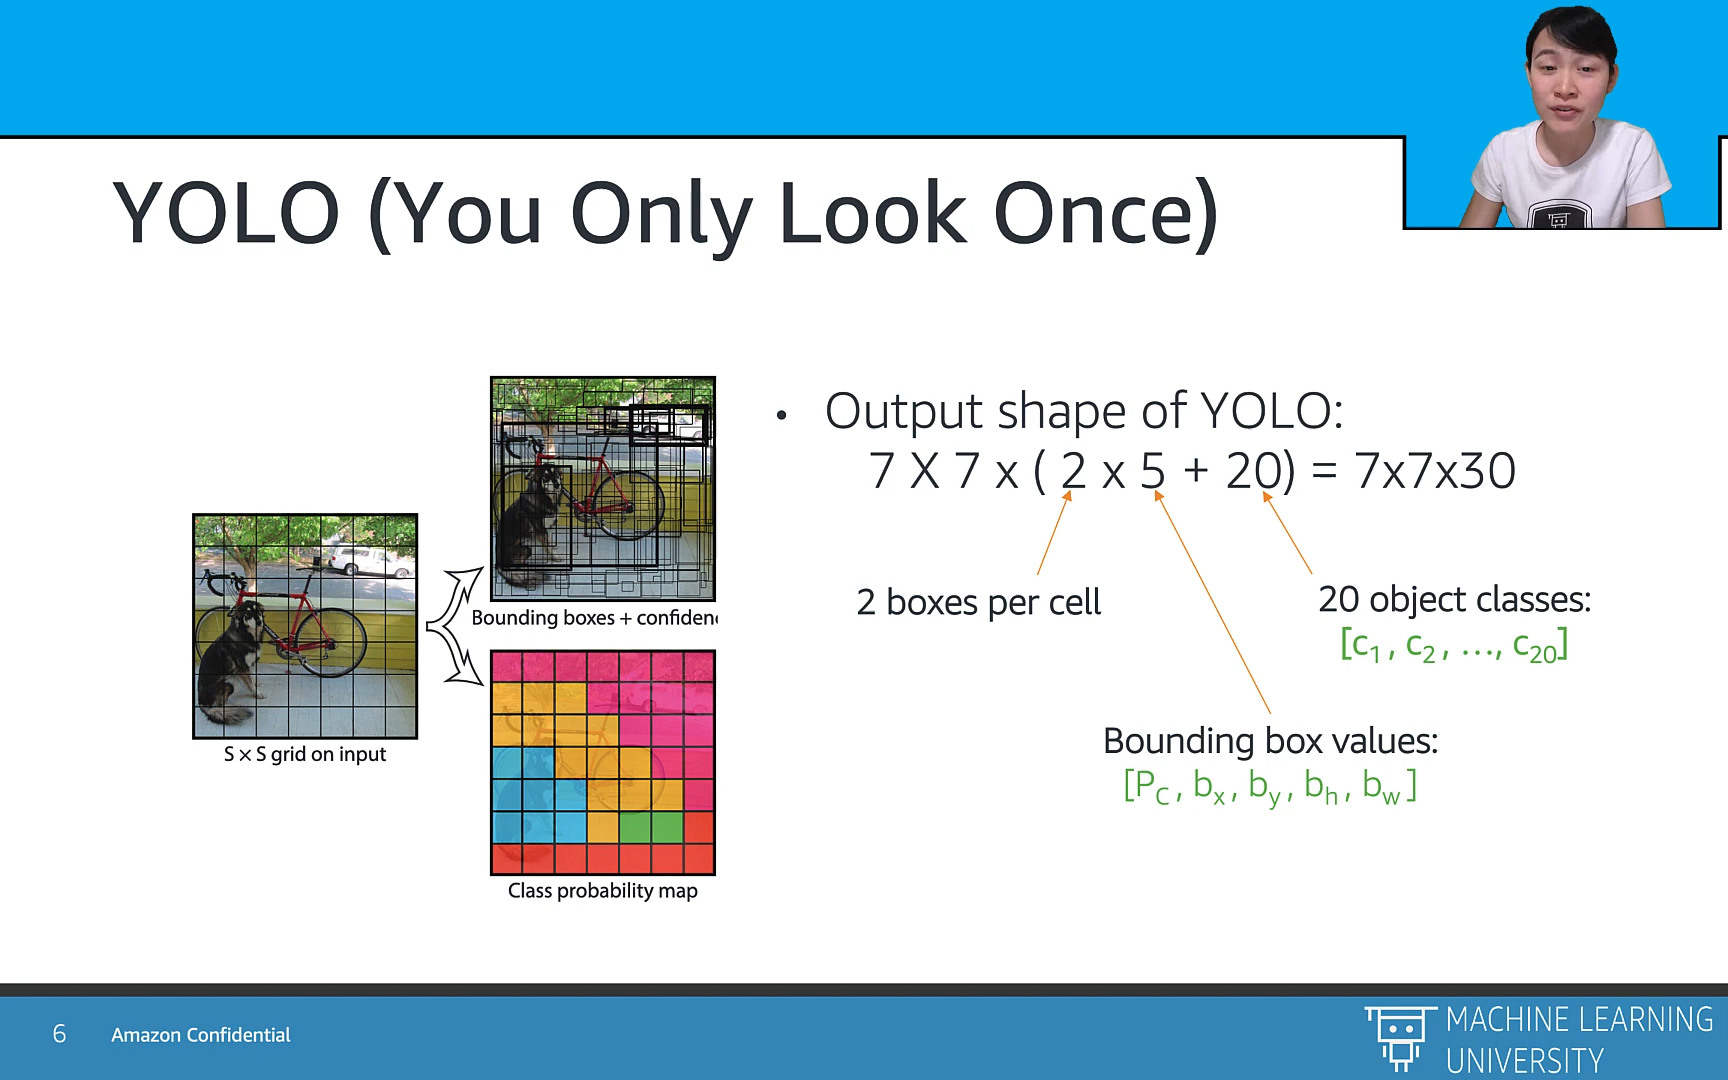 YOLO (You Only Look Once)
S × S grid on input
Bounding boxes + confiden
Class probability map
• Output shape of YOLO:
7 X 7 x ( 2 x 5 + 20) = 7x7x30
2 boxes per cell
20 object classes:
[c1 , c2 , …, c20]
Bounding box values:
[PC , bx , by , bh , bw ]
6
Amazon Confidential
MACHINE LEARNING
UNIVERSITY